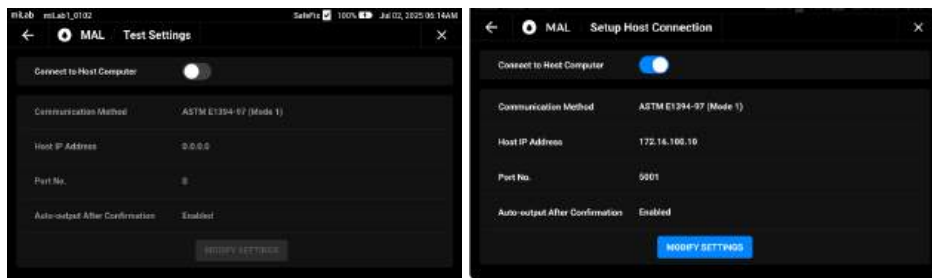 miLab miLab1_0102 SafeFix 100% Jul 02, 2025 06:14AM
MAL Test Settings
Connect to Host Computer
Communication Method ASTM E1394-97 (Mode 1)
Host IP Address 0.0.0.0
Port No. 0
Auto-output After Confirmation Enabled
MODIFY SETTINGS
MAL Setup Host Connection
Connect to Host Computer
Communication Method ASTM E1394-97 (Mode 1)
Host IP Address 172.16.100.10
Port No. 5001
Auto-output After Confirmation Enabled
MODIFY SETTINGS